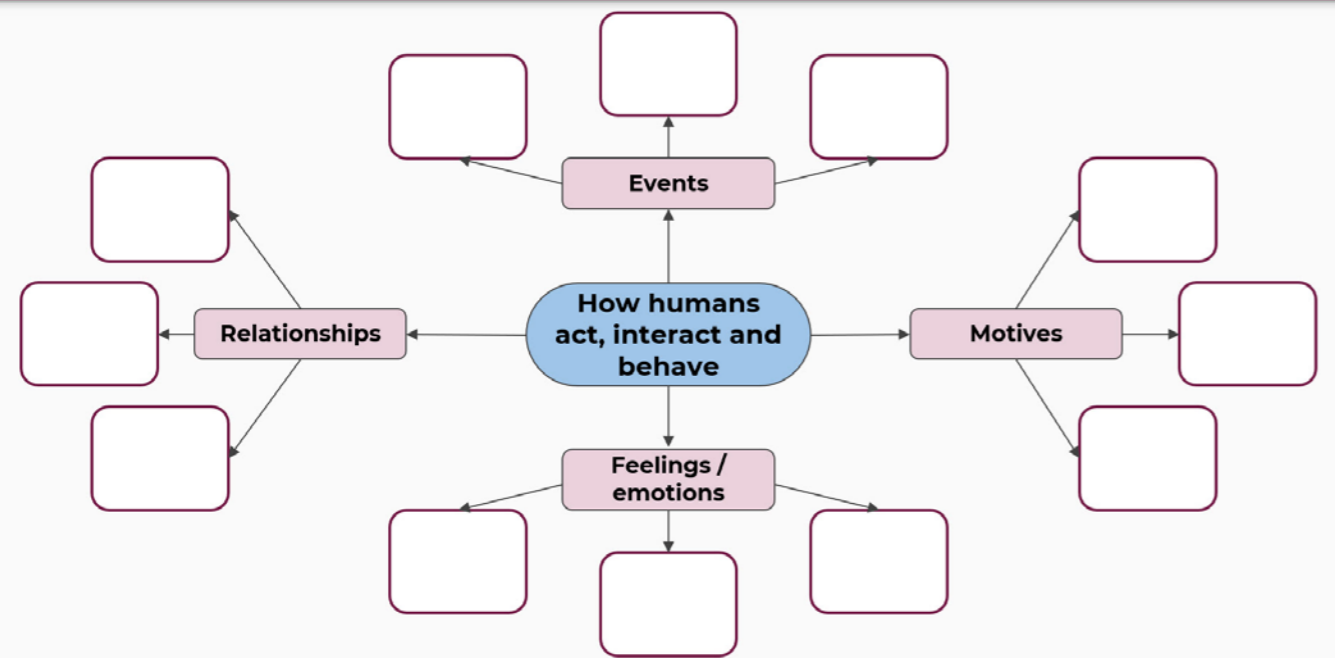 Events
How humans
act, interact and
behave
Relationships
Motives
Feelings /
emotions